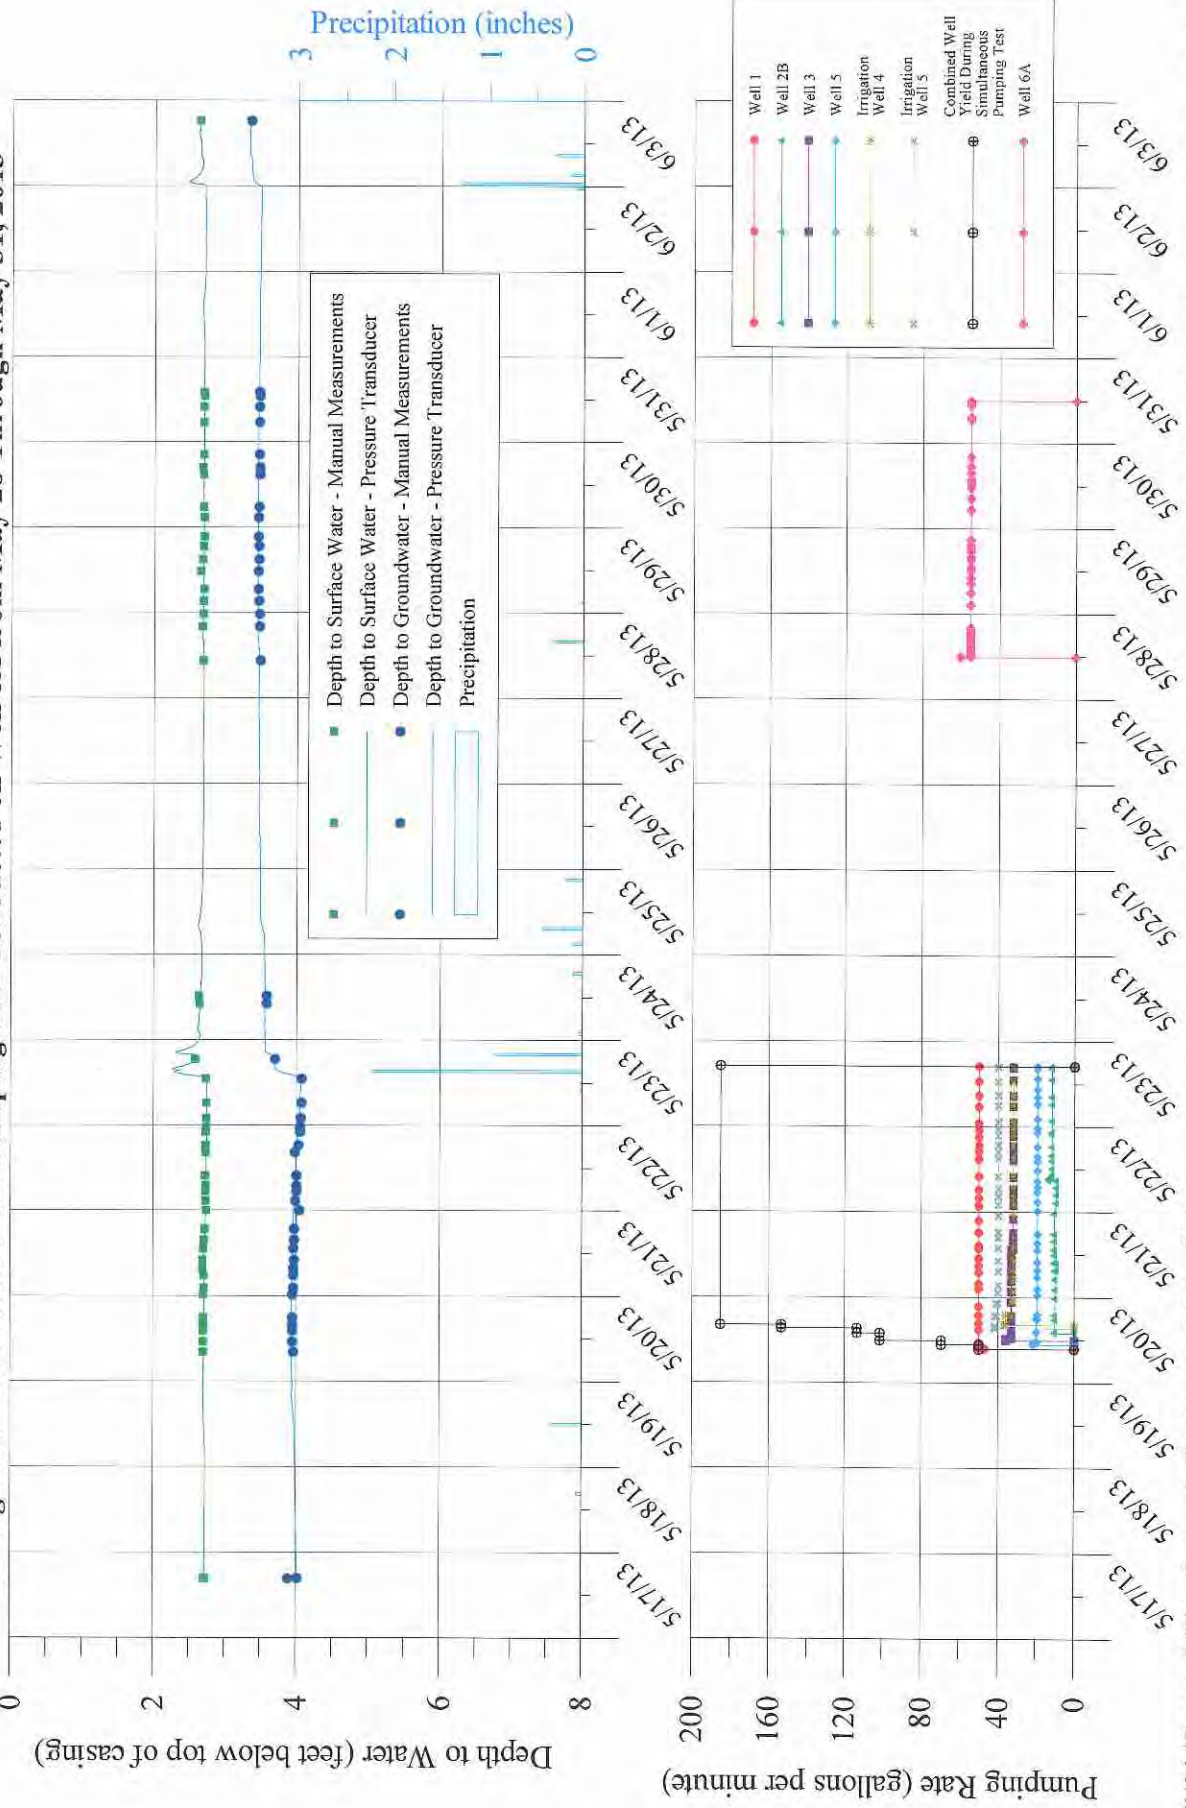 through May 31, 2013
0
2
4
6
8
Depth to Water (feet below top of casing)
3
2
1
0
Precipitation (inches)
Depth to Surface Water - Manual Measurements
Depth to Surface Water - Pressure Transducer
Depth to Groundwater - Manual Measurements
Depth to Groundwater - Pressure Transducer
Precipitation
5/17/13
5/18/13
5/19/13
5/20/13
5/21/13
5/22/13
5/23/13
5/24/13
5/25/13
5/26/13
5/27/13
5/28/13
5/29/13
5/30/13
5/31/13
6/1/13
6/2/13
6/3/13
200
160
120
80
40
0
Pumping Rate (gallons per minute)
Well 1
Well 2B
Well 3
Well 5
Irrigation
Well 4
Irrigation
Well 5
Combined Well
Yield During
Simultaneous
Pumping Test
Well 6A
5/17/13
5/18/13
5/19/13
5/20/13
5/21/13
5/22/13
5/23/13
5/24/13
5/25/13
5/26/13
5/27/13
5/28/13
5/29/13
5/30/13
5/31/13
6/1/13
6/2/13
6/3/13